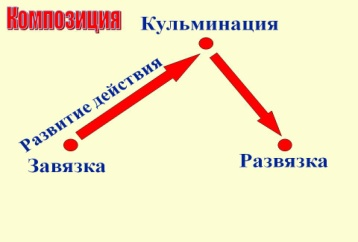 Композиция
Кульминация
Развитие действия
Завязка
Развязка